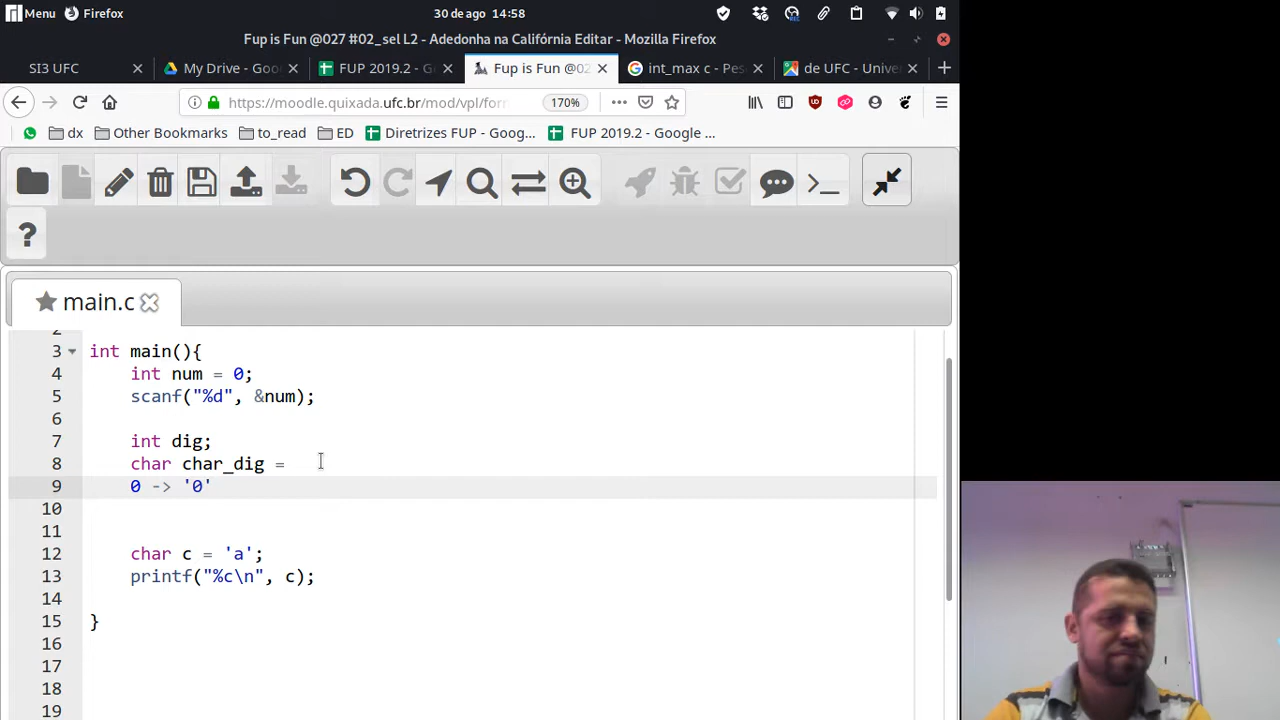 Menu Firefox 30 de ago 14:58
Fup is Fun @027 #02_sel L2 - Adedonha na Califórnia Editar - Mozilla Firefox
SI3 UFC My Drive - Goo FUP 2019.2 - G Fup is Fun @02 int_max c - Pes de UFC - Unive
https://moodle.quixada.ufc.br/mod/vpl/for 170%
dx Other Bookmarks to_read ED Diretrizes FUP - Goog... FUP 2019.2 - Google ...
?
main.c
2
3 int main(){
4 int num = 0;
5 scanf("%d", &num);
6
7 int dig;
8 char char_dig =
9 0 -> '0'
10
11
12 char c = 'a';
13 printf("%c\n", c);
14
15 }
16
17
18
19